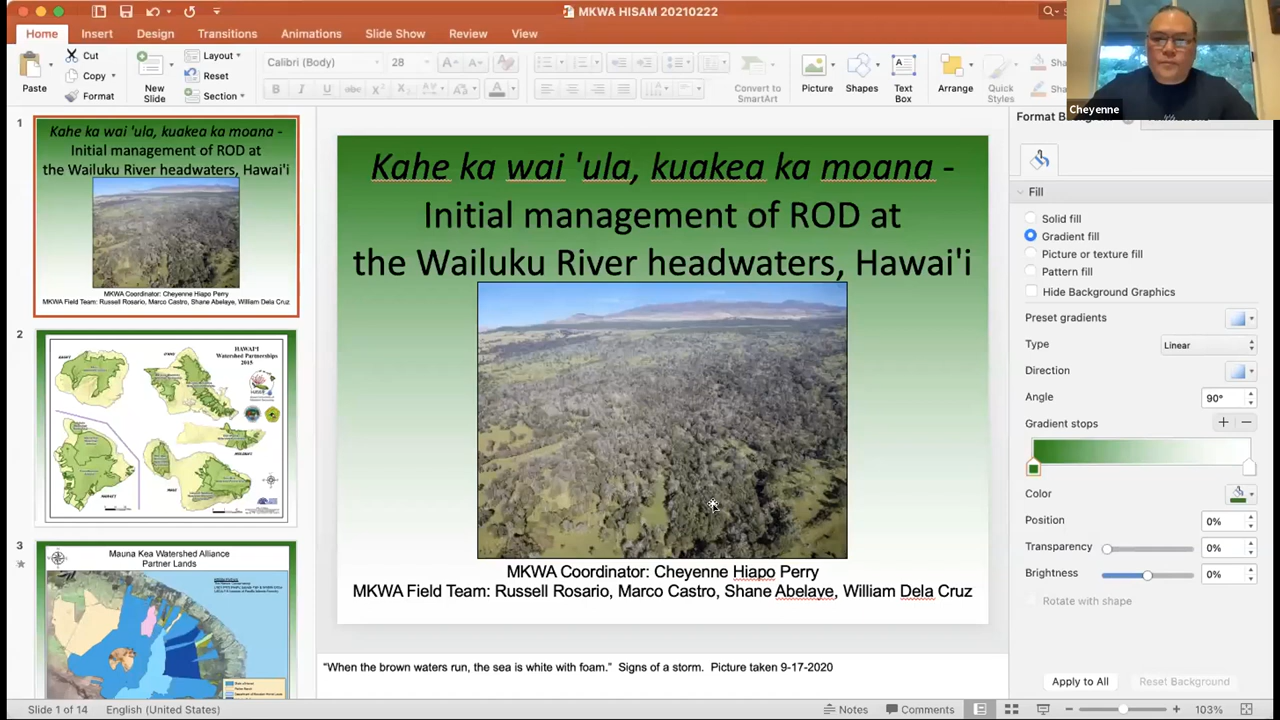 MKWA HISAM 20210222
Home Insert Design Transitions Animations Slide Show Review View
Paste
Cut
Copy
Format
New Slide
Layout
Reset
Section
Calibri (Body) 28
Convert to SmartArt
Picture
Shapes
Text Box
Arrange
Quick Styles
Cheyenne
1
Kahe ka wai 'ula, kuakea ka moana -
Initial management of ROD at
the Wailuku River headwaters, Hawai'i
MKWA Coordinator: Cheyenne Hiapo Perry
MKWA Field Team: Russell Rosario, Marco Castro, Shane Abelaye, William Dela Cruz
2
HAWAI'I
Watershed Partnerships
2015
3
Mauna Kea Watershed Alliance
Partner Lands
Kahe ka wai 'ula, kuakea ka moana -
Initial management of ROD at
the Wailuku River headwaters, Hawai'i
MKWA Coordinator: Cheyenne Hiapo Perry
MKWA Field Team: Russell Rosario, Marco Castro, Shane Abelaye, William Dela Cruz
"When the brown waters run, the sea is white with foam." Signs of a storm. Picture taken 9-17-2020
Fill
Solid fill
Gradient fill
Picture or texture fill
Pattern fill
Hide Background Graphics
Preset gradients
Type Linear
Direction
Angle 90°
Gradient stops
Color
Position 0%
Transparency 0%
Brightness 0%
Rotate with shape
Apply to All Reset Background
Slide 1 of 14 English (United States) Notes Comments 103%